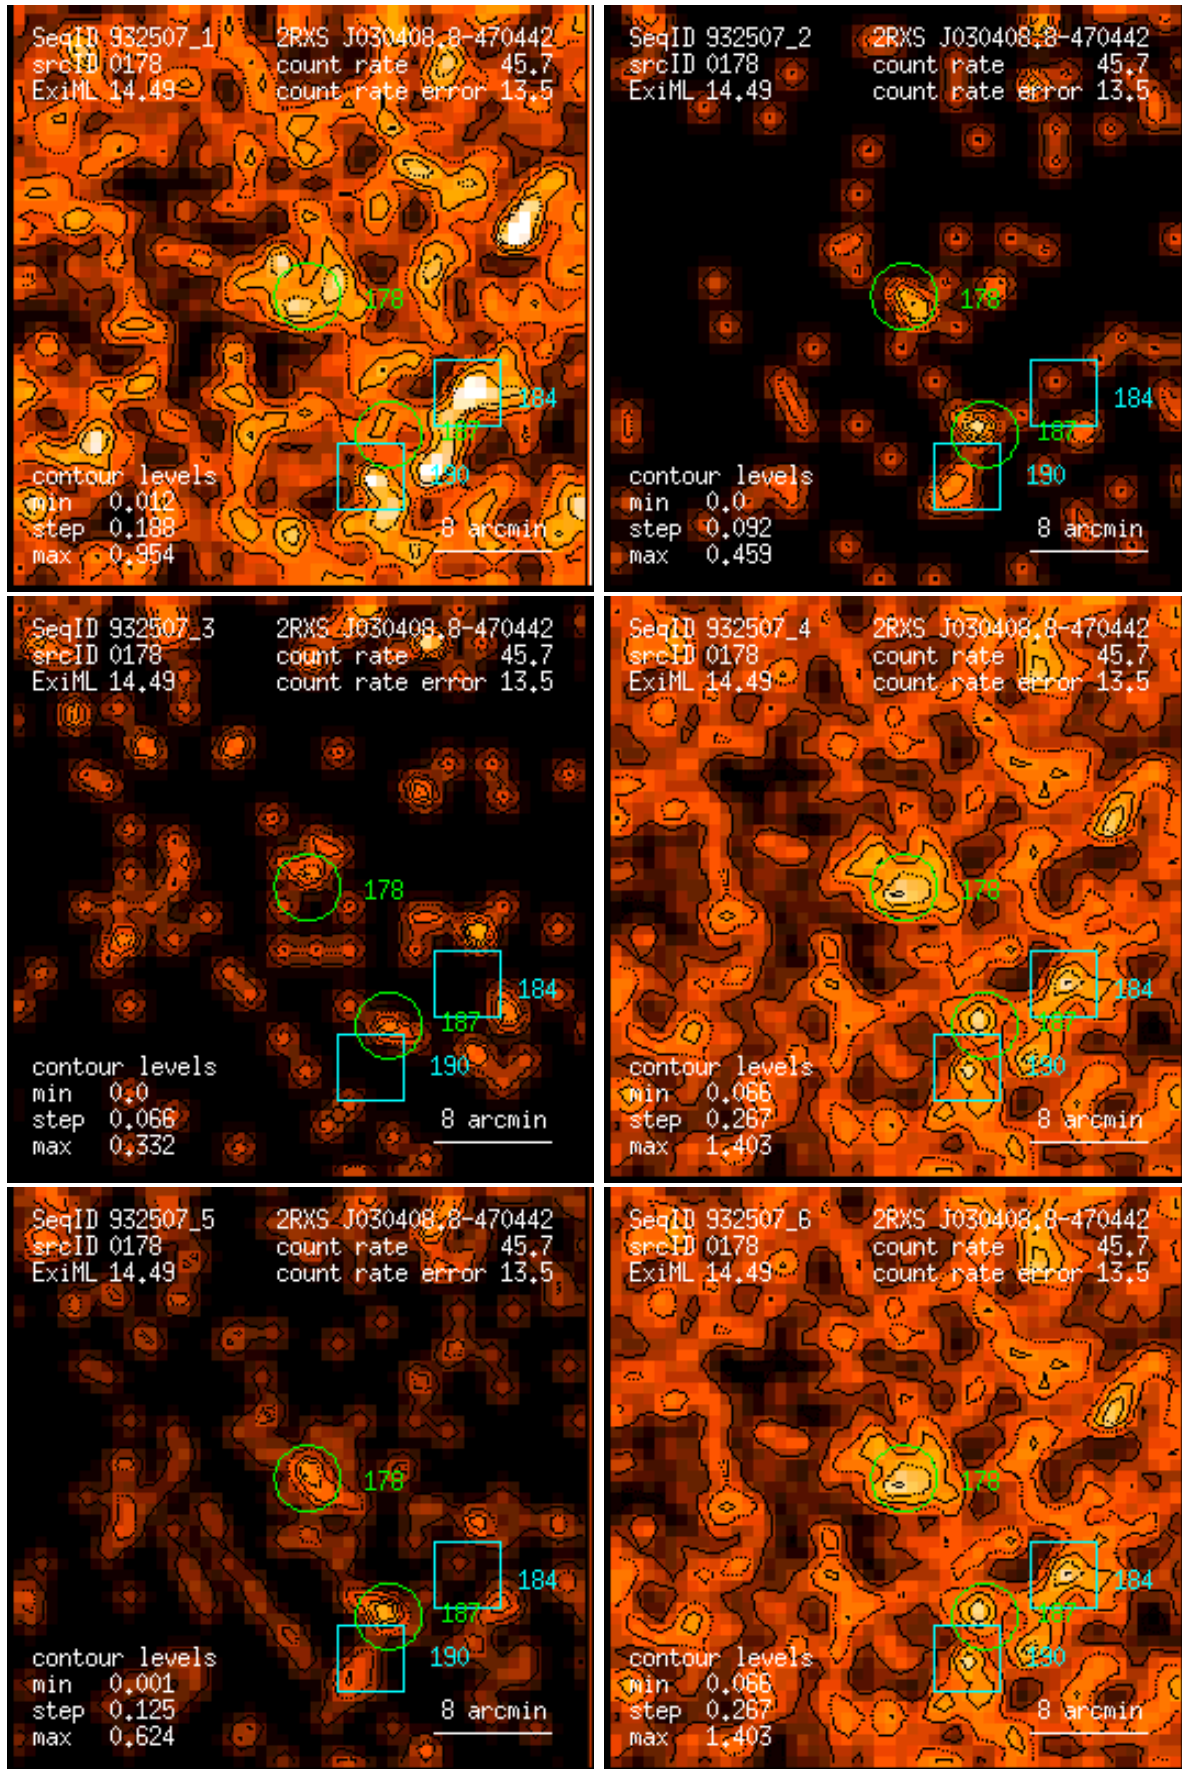 SeqID 932507_1 2RXS J030408.8-470442
srcID 0178 count rate 45.7
ExiML 14.49 count rate error 13.5
178
184
187
190
contour levels
min 0.012
step 0.188
max 0.954
8 arcmin
SeqID 932507_2 2RXS J030408.8-470442
srcID 0178 count rate 45.7
ExiML 14.49 count rate error 13.5
178
184
187
190
contour levels
min 0.0
step 0.092
max 0.459
8 arcmin
SeqID 932507_3 2RXS J030408.8-470442
srcID 0178 count rate 45.7
ExiML 14.49 count rate error 13.5
178
184
187
190
contour levels
min 0.0
step 0.066
max 0.332
8 arcmin
SeqID 932507_4 2RXS J030408.8-470442
srcID 0178 count rate 45.7
ExiML 14.49 count rate error 13.5
178
184
187
190
contour levels
min 0.066
step 0.267
max 1.403
8 arcmin
SeqID 932507_5 2RXS J030408.8-470442
srcID 0178 count rate 45.7
ExiML 14.49 count rate error 13.5
178
184
187
190
contour levels
min 0.001
step 0.125
max 0.624
8 arcmin
SeqID 932507_6 2RXS J030408.8-470442
srcID 0178 count rate 45.7
ExiML 14.49 count rate error 13.5
178
184
187
190
contour levels
min 0.066
step 0.267
max 1.403
8 arcmin